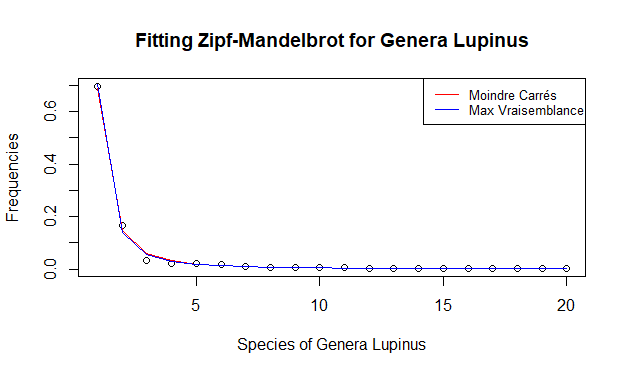 Fitting Zipf-Mandelbrot for Genera Lupinus
Moindre Carrés
Max Vraisemblance
Frequencies
0.6
0.4
0.2
0.0
5
10
15
20
Species of Genera Lupinus